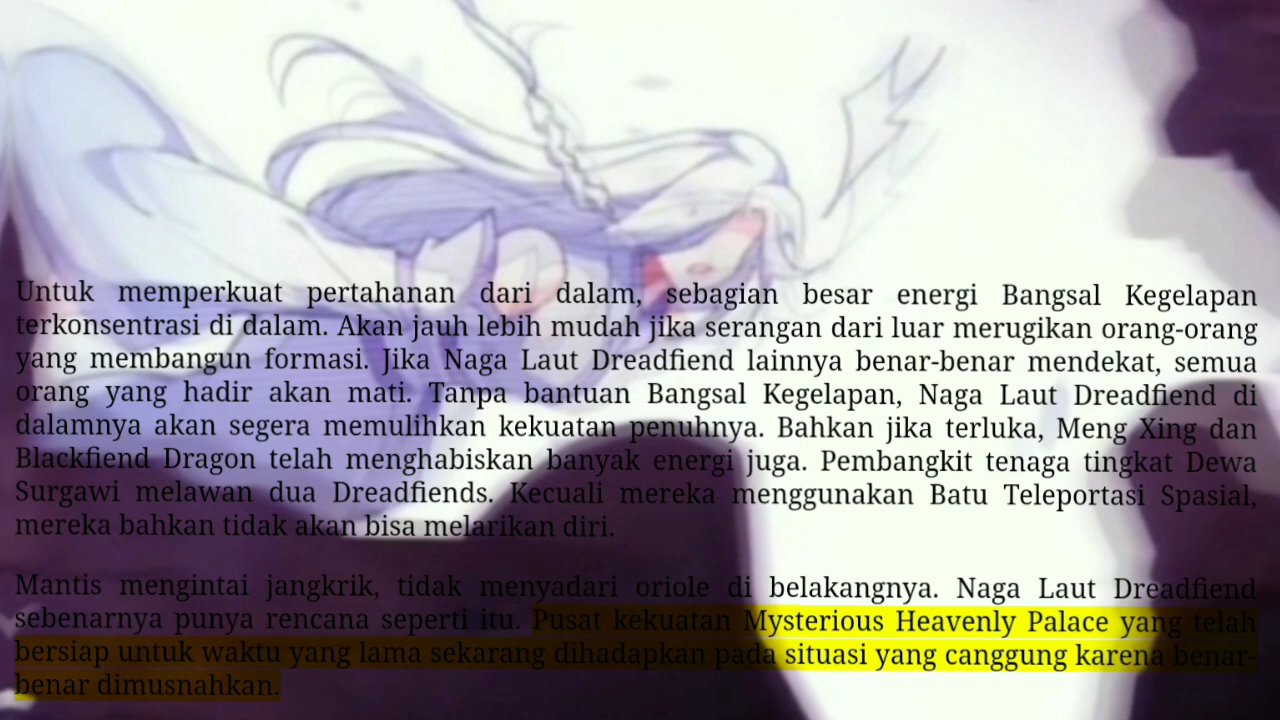 Untuk memperkuat pertahanan dari dalam, sebagian besar energi Bangsal Kegelapan
terkonsentrasi di dalam. Akan jauh lebih mudah jika serangan dari luar merugikan orang-orang
yang membangun formasi. Jika Naga Laut Dreadfiend lainnya benar-benar mendekat, semua
orang yang hadir akan mati. Tanpa bantuan Bangsal Kegelapan, Naga Laut Dreadfiend di
dalamnya akan segera memulihkan kekuatan penuhnya. Bahkan jika terluka, Meng Xing dan
Blackfiend Dragon telah menghabiskan banyak energi juga. Pembangkit tenaga tingkat Dewa
Surgawi melawan dua Dreadfiends. Kecuali mereka menggunakan Batu Teleportasi Spasial,
mereka bahkan tidak akan bisa melarikan diri.
Mantis mengintai jangkrik, tidak menyadari oriole di belakangnya. Naga Laut Dreadfiend
sebenarnya punya rencana seperti itu. Pusat kekuatan Mysterious Heavenly Palace yang telah
bersiap untuk waktu yang lama sekarang dihadapkan pada situasi yang canggung karena benar-
benar dimusnahkan.